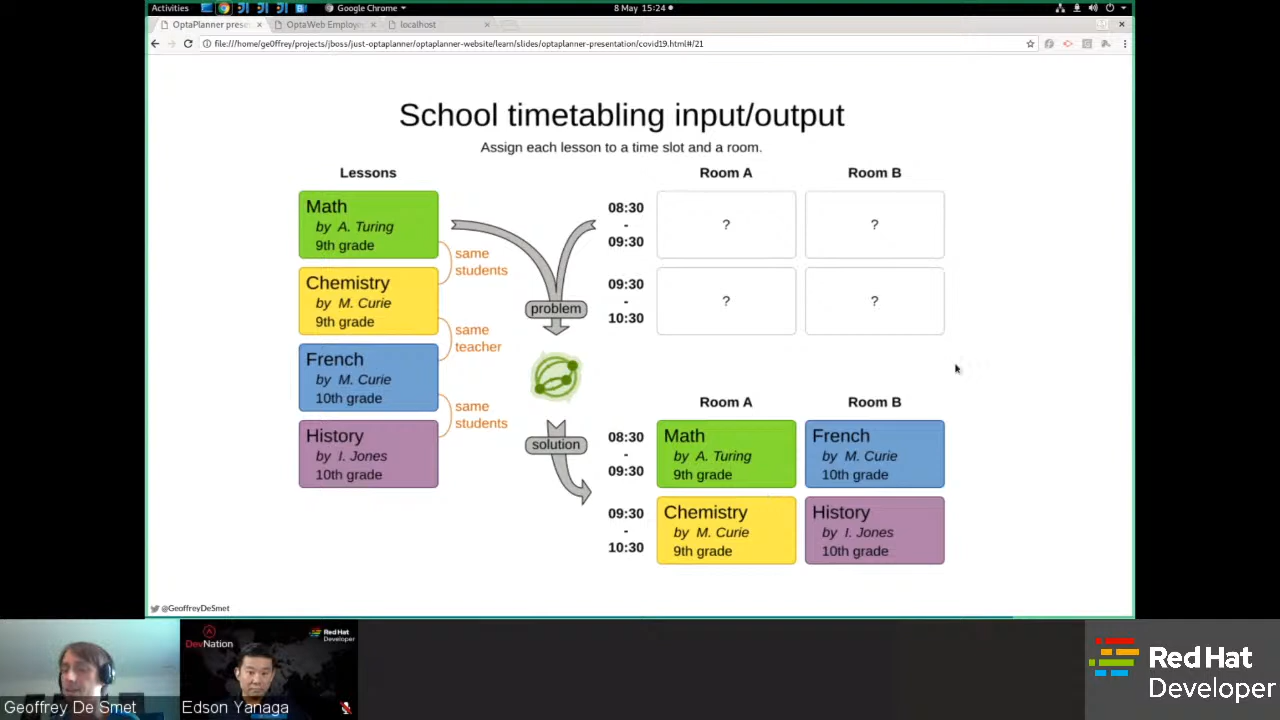 Activities
Google Chrome
8 May 15:24
OptaPlanner prese
OptaWeb Employe
localhost
file:///home/ge0ffrey/projects/jboss/just-optaplanner/optaplanner-website/learn/slides/optaplanner-presentation/covid19.html#/21
School timetabling input/output
Assign each lesson to a time slot and a room.
Lessons
Math
by A. Turing
9th grade
Chemistry
by M. Curie
9th grade
French
by M. Curie
10th grade
History
by I. Jones
10th grade
same
students
same
teacher
same
students
problem
solution
Room A
Room B
08:30
-
09:30
?
?
09:30
-
10:30
?
?
Room A
Room B
08:30
-
09:30
Math
by A. Turing
9th grade
French
by M. Curie
10th grade
09:30
-
10:30
Chemistry
by M. Curie
9th grade
History
by I. Jones
10th grade
@GeoffreyDeSmet
Geoffrey De Smet
DevNation
Red Hat
Developer
Edson Yanaga
Red Hat
Developer